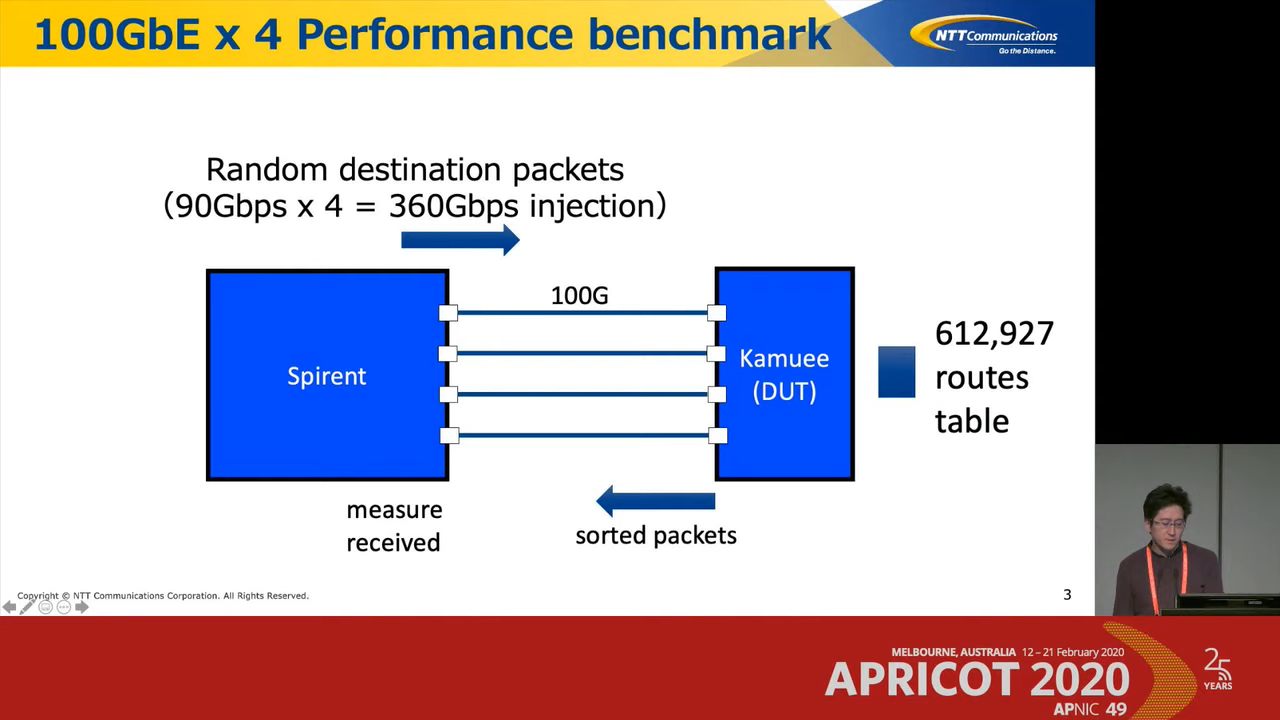 100GbE x 4 Performance benchmark
NTT Communications
Go the Distance.
Random destination packets
(90Gbps x 4 = 360Gbps injection)
100G
Spirent
Kamuee
(DUT)
612,927
routes
table
measure
received
sorted packets
Copyright © NTT Communications Corporation. All Rights Reserved.
3
MELBOURNE, AUSTRALIA 12 – 21 February 2020
APRICOT 2020
APNIC 49
25
YEARS